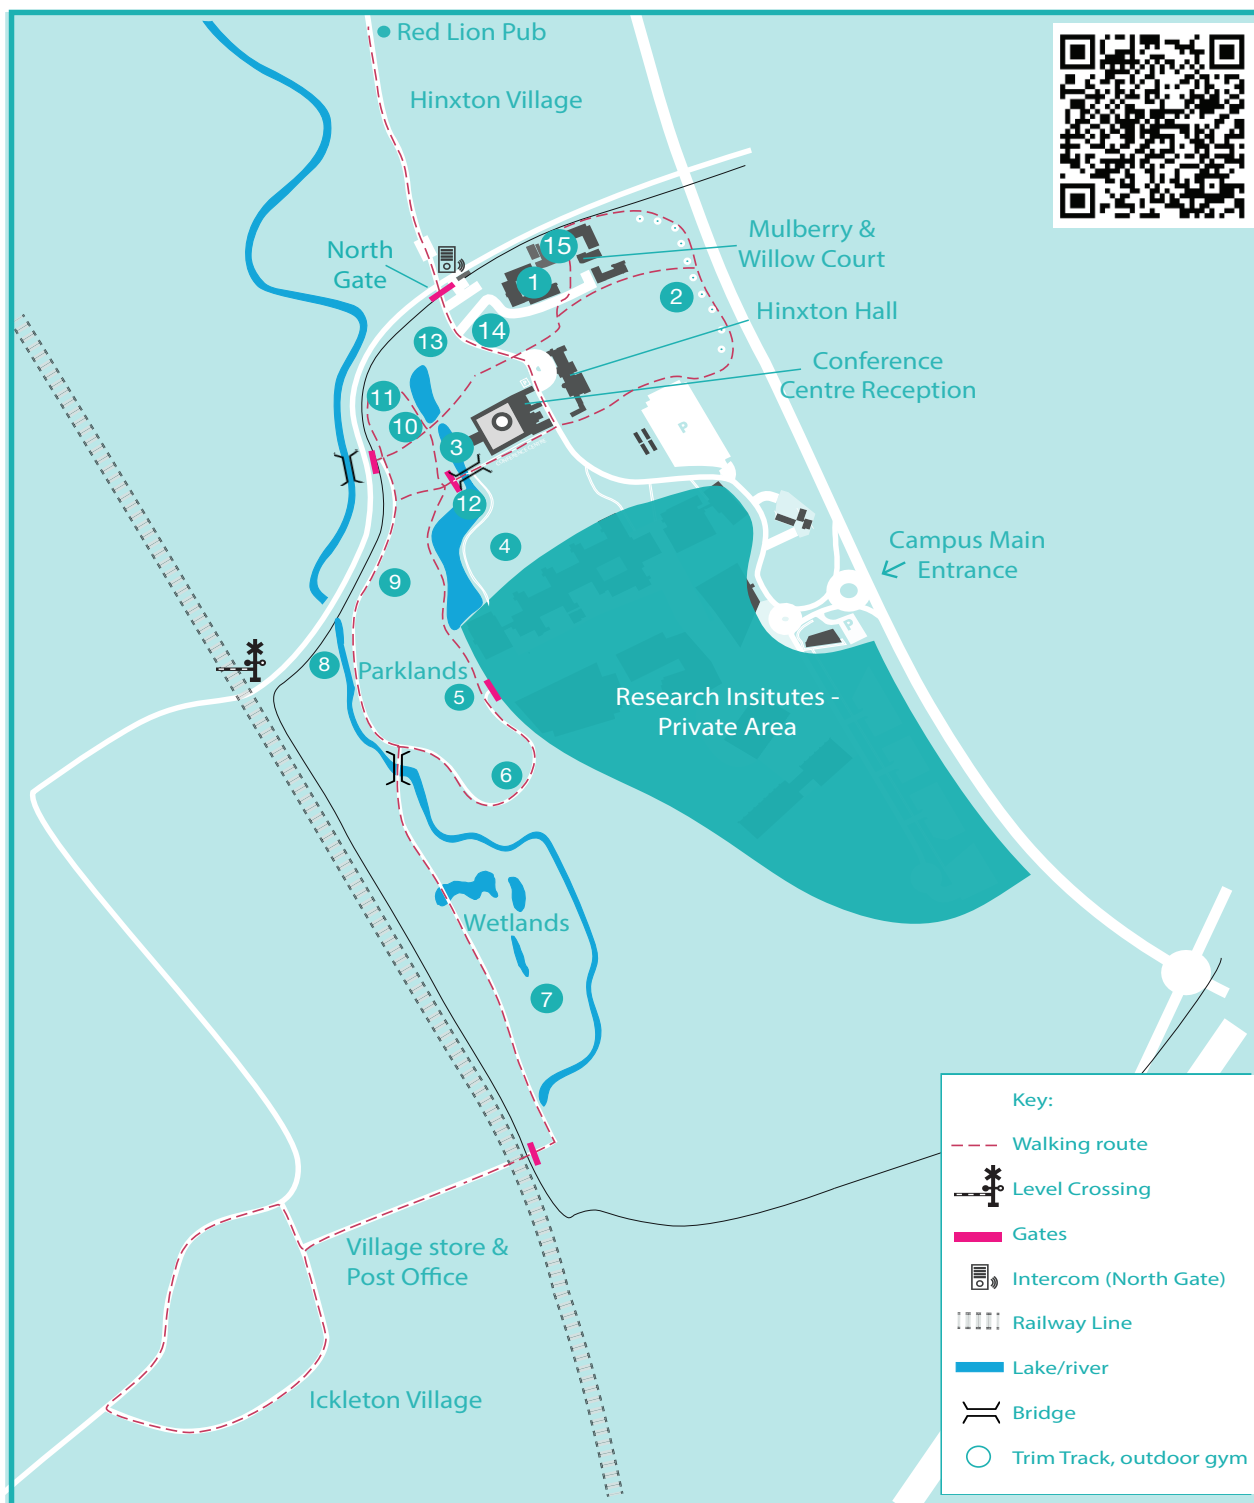 Red Lion Pub
Hinxton Village
North
Gate
15
Mulberry &
Willow Court
1
2
Hinxton Hall
13
14
Conference
Centre Reception
11
10
P
3
12
4
Campus Main
Entrance
9
P
8
Parklands
5
Research Insitutes -
Private Area
6
Wetlands
7
Village store &
Post Office
Ickleton Village
Key:
Walking route
Level Crossing
Gates
Intercom (North Gate)
Railway Line
Lake/river
Bridge
Trim Track, outdoor gym